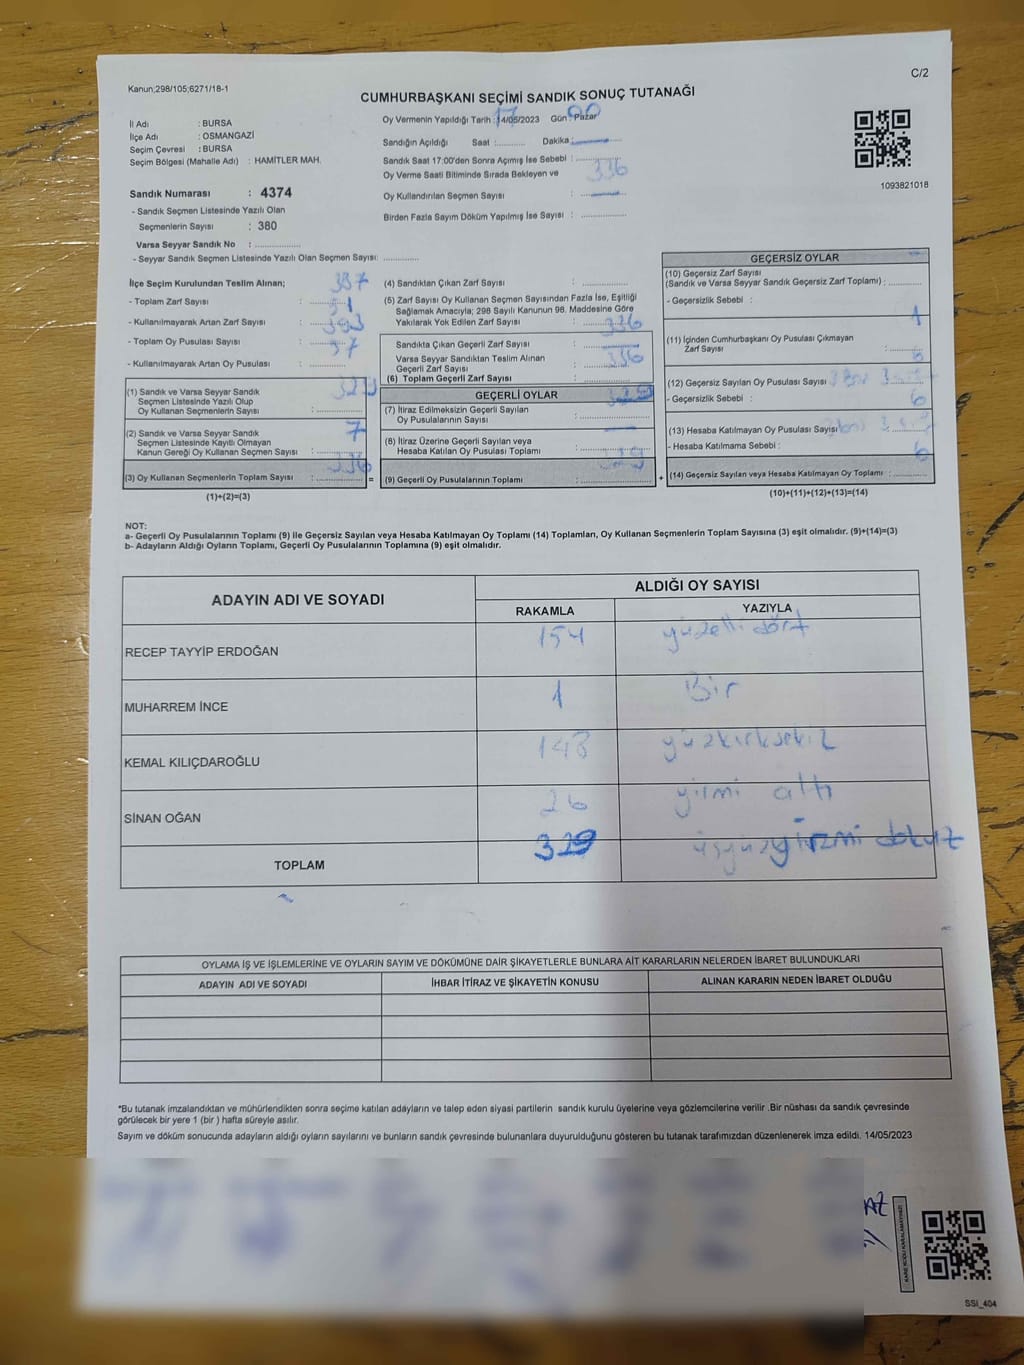 C/2
Kanun;298/105;6271/18-1
CUMHURBAŞKANI SEÇİMİ SANDIK SONUÇ TUTANAĞI
İl Adı : BURSA
İlçe Adı : OSMANGAZİ
Seçim Çevresi : BURSA
Seçim Bölgesi (Mahalle Adı) : HAMİTLER MAH.
Sandık Numarası : 4374
- Sandık Seçmen Listesinde Yazılı Olan
Seçmenlerin Sayısı : 380
Varsa Seyyar Sandık No : ................
- Seyyar Sandık Seçmen Listesinde Yazılı Olan Seçmen Sayısı: ............
Oy Vermenin Yapıldığı Tarih : 14/05/2023 Gün : Pazar
17 00
Sandığın Açıldığı Saat :......... Dakika :
Sandık Saat 17:00'den Sonra Açmış İse Sebebi : ............
Oy Verme Saati Bitiminde Sırada Bekleyen ve
336
Oy Kullandırılan Seçmen Sayısı : ............
Birden Fazla Sayım Döküm Yapılmış İse Sayısı : ............
1093821018
İlçe Seçim Kurulundan Teslim Alınan; 387
- Toplam Zarf Sayısı : 51
- Kullanılmayarak Artan Zarf Sayısı : 393
- Toplam Oy Pusulası Sayısı : 57
- Kullanılmayarak Artan Oy Pusulası : ............
(1) Sandık ve Varsa Seyyar Sandık
Seçmen Listesinde Yazılı Olup
Oy Kullanan Seçmenlerin Sayısı : ............
(2) Sandık ve Varsa Seyyar Sandık 7
Seçmen Listesinde Kayıtlı Olmayan
Kanun Gereği Oy Kullanan Seçmen Sayısı : ............
336
(3) Oy Kullanan Seçmenlerin Toplam Sayısı : ............ =
(1)+(2)=(3)
(4) Sandıktan Çıkan Zarf Sayısı : ............
(5) Zarf Sayısı Oy Kullanan Seçmen Sayısından Fazla İse, Eşitliği
Sağlamak Amacıyla; 298 Sayılı Kanunun 98. Maddesine Göre
Yakılarak Yok Edilen Zarf Sayısı : 336
Sandıkta Çıkan Geçerli Zarf Sayısı : ............
Varsa Seyyar Sandıktan Teslim Alınan 336
Geçerli Zarf Sayısı : ............
(6) Toplam Geçerli Zarf Sayısı : ............
GEÇERLİ OYLAR 329
(7) İtiraz Edilmeksizin Geçerli Sayılan
Oy Pusulalarının Sayısı : ............
(8) İtiraz Üzerine Geçerli Sayılan veya
Hesaba Katılan Oy Pusulası Toplamı : ............
(9) Geçerli Oy Pusulalarının Toplamı : ............ +
GEÇERSİZ OYLAR
(10) Geçersiz Zarf Sayısı
(Sandık ve Varsa Seyyar Sandık Geçersiz Zarf Toplamı) : .........
- Geçersizlik Sebebi :
1
(11) İçinden Cumhurbaşkanı Oy Pusulası Çıkmayan
Zarf Sayısı : ............
(12) Geçersiz Sayılan Oy Pusulası Sayısı
- Geçersizlik Sebebi : 6
(13) Hesaba Katılmayan Oy Pusulası Sayısı :
- Hesaba Katılmama Sebebi :
6
(14) Geçersiz Sayılan veya Hesaba Katılmayan Oy Toplamı : .........
(10)+(11)+(12)+(13)=(14)
NOT:
a- Geçerli Oy Pusulalarının Toplamı (9) ile Geçersiz Sayılan veya Hesaba Katılmayan Oy Toplamı (14) Toplamları, Oy Kullanan Seçmenlerin Toplam Sayısına (3) eşit olmalıdır. (9)+(14)=(3)
b- Adayların Aldığı Oyların Toplamı, Geçerli Oy Pusulalarının Toplamına (9) eşit olmalıdır.
ADAYIN ADI VE SOYADI
ALDIĞI OY SAYISI
RAKAMLA YAZIYLA
RECEP TAYYİP ERDOĞAN 154 yüzelli dört
MUHARREM İNCE 1 Bir
KEMAL KILIÇDAROĞLU 148 yüzkırksekiz
SİNAN OĞAN 26 yirmi altı
TOPLAM 329 üçyüzyirmi dokuz
OYLAMA İŞ VE İŞLEMLERİNE VE OYLARIN SAYIM VE DÖKÜMÜNE DAİR ŞİKAYETLERLE BUNLARA AİT KARARLARIN NELERDEN İBARET BULUNDUKLARI
ADAYIN ADI VE SOYADI İHBAR İTİRAZ VE ŞİKAYETİN KONUSU ALINAN KARARIN NEDEN İBARET OLDUĞU
*Bu tutanak imzalandıktan ve mühürlendikten sonra seçime katılan adayların ve talep eden siyasi partilerin sandık kurulu üyelerine veya gözlemcilerine verilir .Bir nüshası da sandık çevresinde
görülecek bir yere 1 (bir ) hafta süreyle asılır.
Sayım ve döküm sonucunda adayların aldığı oyların sayılarını ve bunların sandık çevresinde bulunanlara duyurulduğunu gösteren bu tutanak tarafımızdan düzenlenerek imza edildi. 14/05/2023
KARE KODU KARALAMAYINIZ!
SSI_404